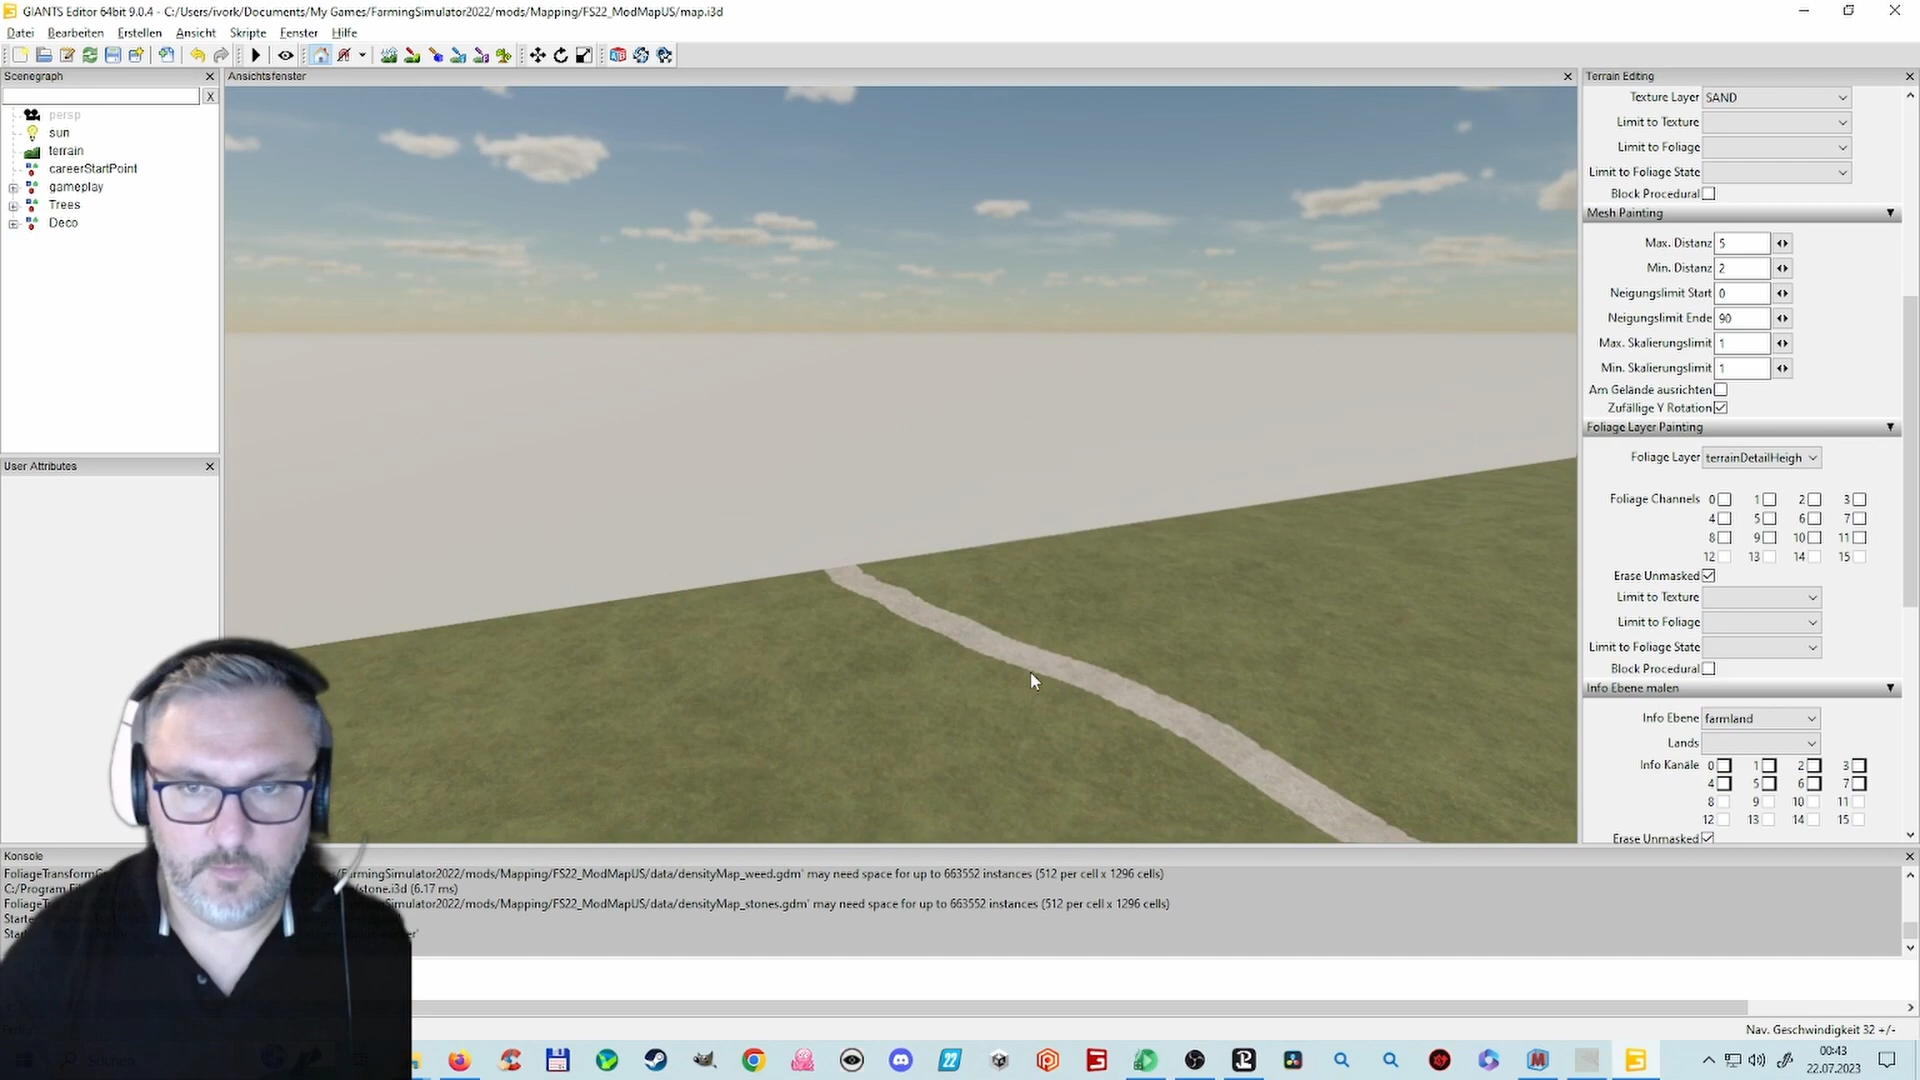 GIANTS Editor 64bit 9.0.4 - C:/Users/ivork/Documents/My Games/FarmingSimulator2022/mods/Mapping/FS22_ModMapUS/map.i3d
Datei Bearbeiten Erstellen Ansicht Skripte Fenster Hilfe
Scenegraph
X
persp
sun
terrain
careerStartPoint
gameplay
Trees
Deco
User Attributes
Ansichtsfenster
Terrain Editing
Texture Layer SAND
Limit to Texture
Limit to Foliage
Limit to Foliage State
Block Procedural
Mesh Painting
Max. Distanz 5
Min. Distanz 2
Neigungslimit Start 0
Neigungslimit Ende 90
Max. Skalierungslimit 1
Min. Skalierungslimit 1
Am Gelände ausrichten
Zufällige Y Rotation
Foliage Layer Painting
Foliage Layer terrainDetailHeigh
Foliage Channels 0 1 2 3
4 5 6 7
8 9 10 11
12 13 14 15
Erase Unmasked
Limit to Texture
Limit to Foliage
Limit to Foliage State
Block Procedural
Info Ebene malen
Info Ebene farmland
Lands
Info Kanäle 0 1 2 3
4 5 6 7
8 9 10 11
12 13 14 15
Erase Unmasked
Konsole
FoliageTransformG /FarmingSimulator2022/mods/Mapping/FS22_ModMapUS/data/densityMap_weed.gdm' may need space for up to 663552 instances (512 per cell x 1296 cells)
C:/Program Fil /stone.i3d (6.17 ms)
FoliageTra mulator2022/mods/Mapping/FS22_ModMapUS/data/densityMap_stones.gdm' may need space for up to 663552 instances (512 per cell x 1296 cells)
Starte
Star
Nav. Geschwindigkeit 32 +/-
Suchen
22
00:43
22.07.2023